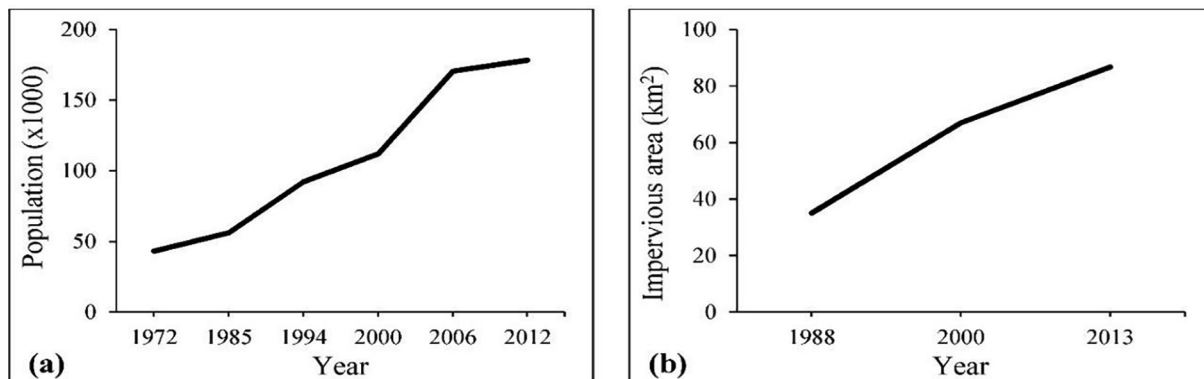 200
150
100
50
0
Population (x1000)
1972 1985 1994 2000 2006 2012
Year
(a)
100
80
60
40
20
0
Impervious area (km²)
1988 2000 2013
Year
(b)